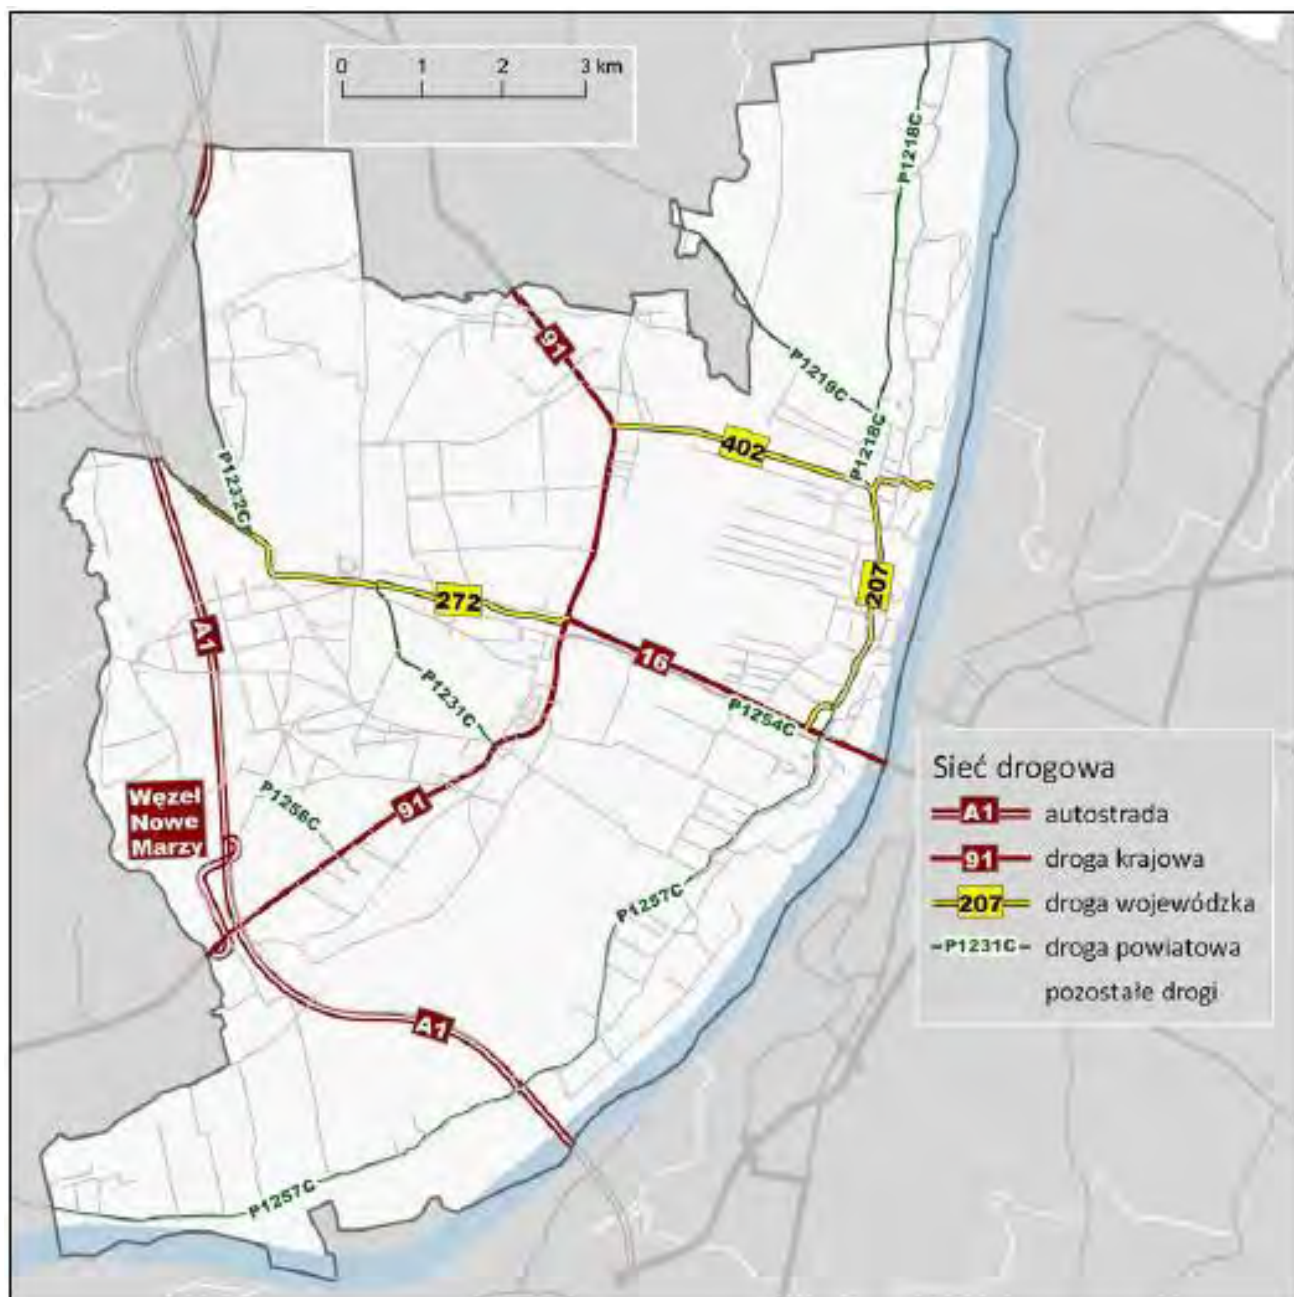 0 1 2 3 km
P1218C
91
P1219C
402
P1218C
P1232C
207
272
A1
16
P1231C
P1254C
Węzeł
Nowe
Marzy
P1256C
91
P1257C
A1
P1257C
Sieć drogowa
A1 autostrada
91 droga krajowa
207 droga wojewódzka
P1231C droga powiatowa
pozostałe drogi